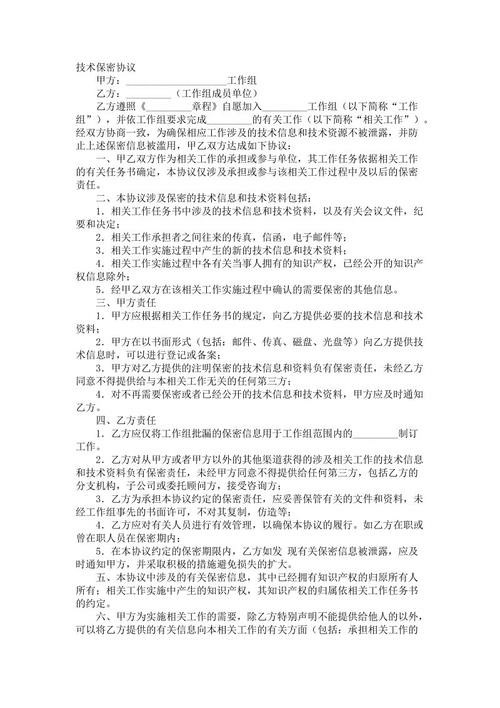 技术保密协议
甲方:____________________工作组
乙方:_________(工作组成员单位)
乙方遵照《_________章程》自愿加入_________工作组(以下简称“工作
组”),并依工作组要求完成_________的有关工作(以下简称“相关工作”)。
经双方协商一致,为确保相应工作涉及的技术信息和技术资源不被泄露,并防
止上述保密信息被滥用,甲乙双方达成如下协议:
一、甲乙双方作为相关工作的承担或参与单位,其工作任务依据相关工作
的有关任务书确定,本协议仅涉及承担或参与该相关工作过程中及以后的保密
责任。
二、本协议涉及保密的技术信息和技术资料包括:
1.相关工作任务书中涉及的技术信息和技术资料,以及有关会议文件,纪
要和决定;
2.相关工作承担者之间往来的传真,信函,电子邮件等;
3.相关工作实施过程中产生的新的技术信息和技术资料;
4.相关工作实施过程中各有关当事人拥有的知识产权,已经公开的知识产
权信息除外;
5.经甲乙双方在该相关工作实施过程中确认的需要保密的其他信息。
三、甲方责任
1.甲方应根据相关工作任务书的规定,向乙方提供必要的技术信息和技术
资料;
2.甲方在以书面形式(包括:邮件、传真、磁盘、光盘等)向乙方提供技
术信息时,可以进行登记或备案;
3.甲方对乙方提供的注明保密的技术信息和资料负有保密责任,未经乙方
同意不得提供给与本相关工作无关的任何第三方;
4.对不再需要保密或者已经公开的技术信息和技术资料,甲方应及时通知
乙方。
四、乙方责任
1.乙方应仅将工作组批漏的保密信息用于工作组范围内的_________制订
工作。
2.乙方对从甲方或者甲方以外的其他渠道获得的涉及相关工作的技术信息
和技术资料负有保密责任,未经甲方同意不得提供给任何第三方,包括乙方的
分支机构,子公司或委托顾问方,接受咨询方;
3.乙方为承担本协议约定的保密责任,应妥善保管有关的文件和资料,未
经工作组事先的书面许可,不对其复制,仿造等;
4.乙方应对有关人员进行有效管理,以确保本协议的履行。如乙方在职或
曾在职人员在保密期内;
5.在本协议约定的保密期限内,乙方如发 现有关保密信息被泄露,应及
时通知甲方,并采取积极的措施避免损失的扩大。
五、本协议中涉及的有关保密信息,其中已经拥有知识产权的归原所有人
所有;相关工作实施中产生的知识产权,其知识产权的归属依相关工作任务书
的约定。
六、甲方为实施相关工作的需要,除乙方特别声明不能提供给他人的以外,
可以将乙方提供的有关信息向本相关工作的有关方面(包括:承担相关工作的